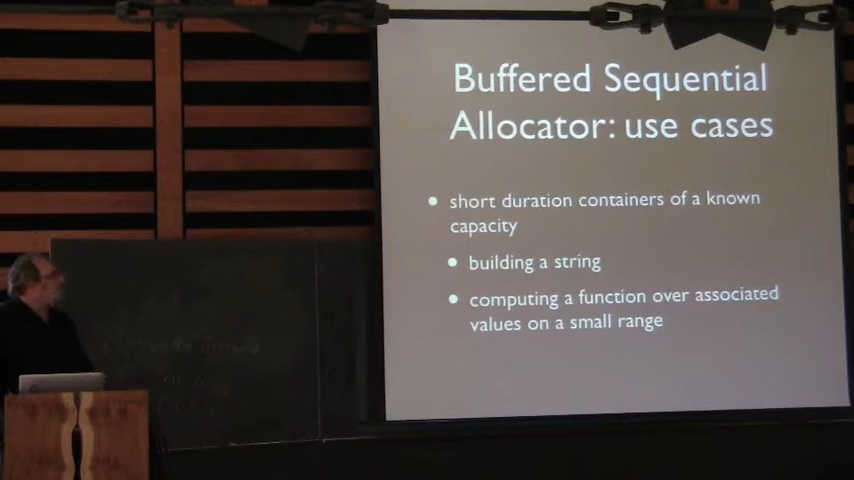 Buffered Sequential
Allocator: use cases
short duration containers of a known
capacity
building a string
computing a function over associated
values on a small range